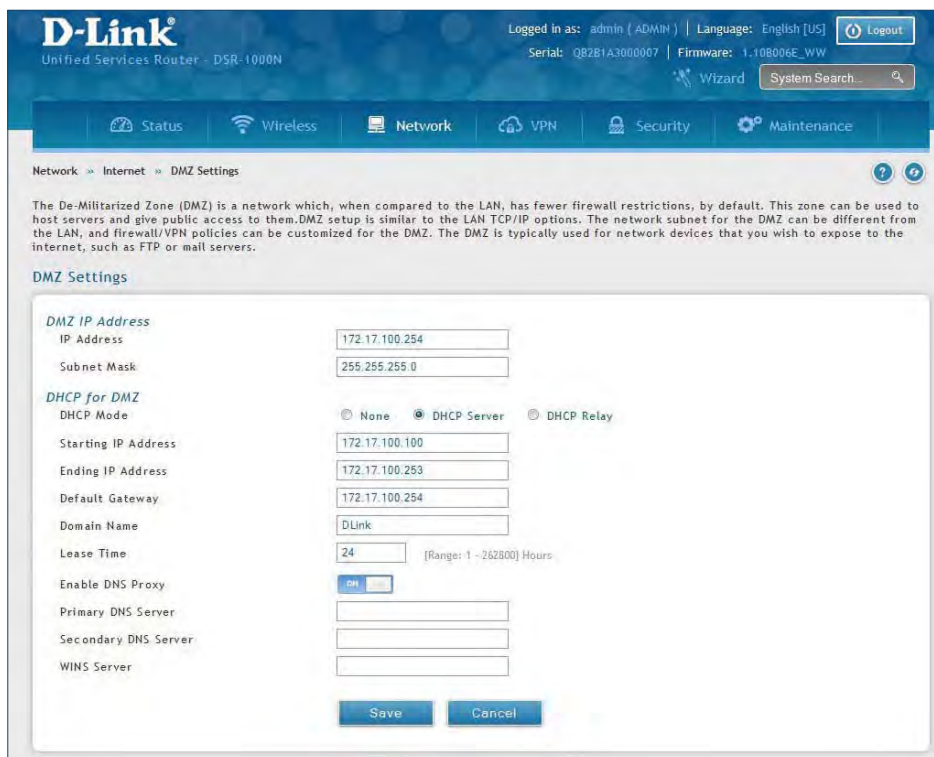 D-Link®
Unified Services Router - DSR-1000N
Logged in as: admin ( ADMIN ) | Language: English [US]
Logout
Serial: QB2B1A3000007 | Firmware: 1.10B006E_WW
Wizard
System Search...
Status
Wireless
Network
VPN
Security
Maintenance
Network » Internet » DMZ Settings
The De-Militarized Zone (DMZ) is a network which, when compared to the LAN, has fewer firewall restrictions, by default. This zone can be used to
host servers and give public access to them.DMZ setup is similar to the LAN TCP/IP options. The network subnet for the DMZ can be different from
the LAN, and firewall/VPN policies can be customized for the DMZ. The DMZ is typically used for network devices that you wish to expose to the
internet, such as FTP or mail servers.
DMZ Settings
DMZ IP Address
IP Address 172.17.100.254
Subnet Mask 255.255.255.0
DHCP for DMZ
DHCP Mode None DHCP Server DHCP Relay
Starting IP Address 172.17.100.100
Ending IP Address 172.17.100.253
Default Gateway 172.17.100.254
Domain Name DLink
Lease Time 24 [Range: 1 - 262800] Hours
Enable DNS Proxy ON
Primary DNS Server
Secondary DNS Server
WINS Server
Save Cancel